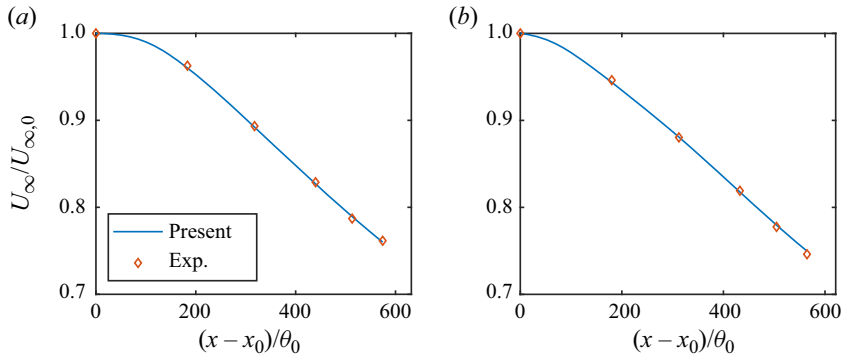 (a)
1.0
0.9
0.8
0.7
U∞/U∞,0
Present
Exp.
0 200 400 600
(x – x0)/θ0
(b)
1.0
0.9
0.8
0.7
0 200 400 600
(x – x0)/θ0